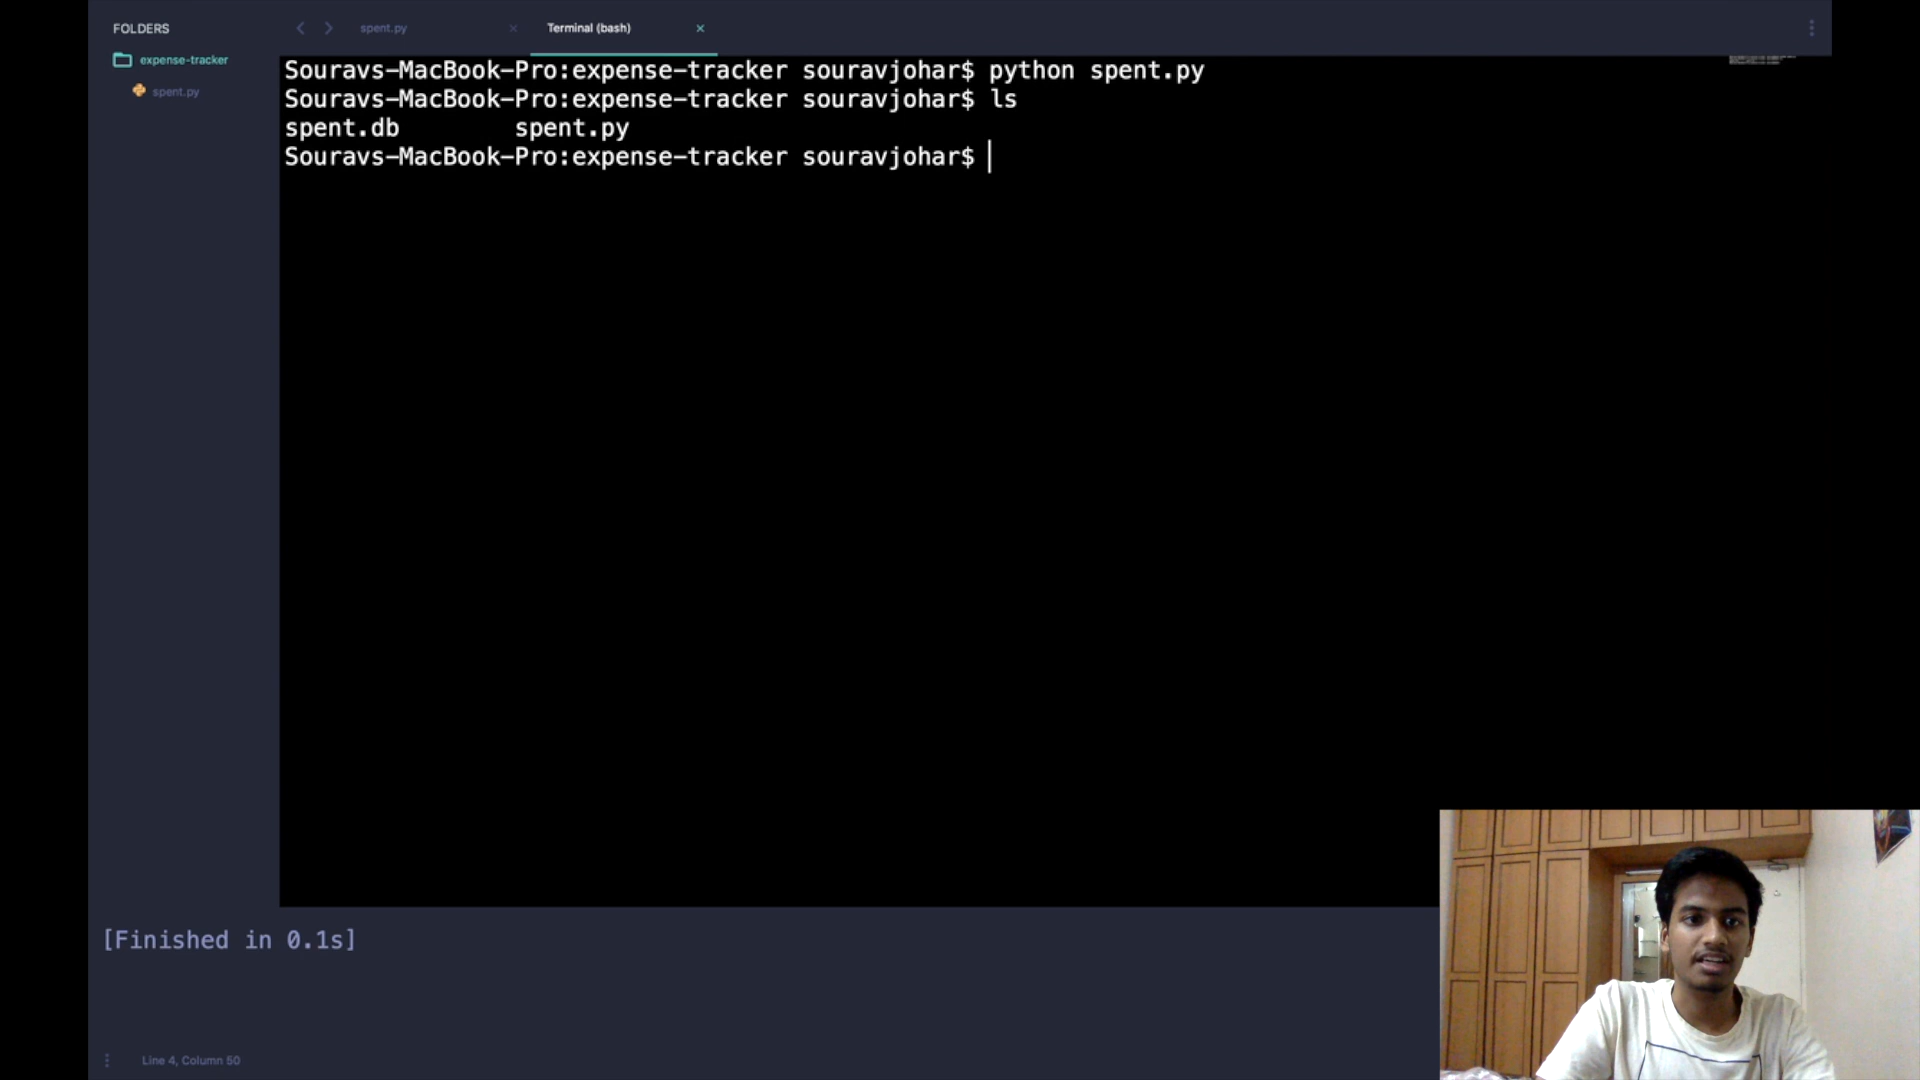 FOLDERS
expense-tracker
spent.py
spent.py
Terminal (bash)
Souravs-MacBook-Pro:expense-tracker souravjohar$ python spent.py
Souravs-MacBook-Pro:expense-tracker souravjohar$ ls
spent.db spent.py
Souravs-MacBook-Pro:expense-tracker souravjohar$
[Finished in 0.1s]
Line 4, Column 50